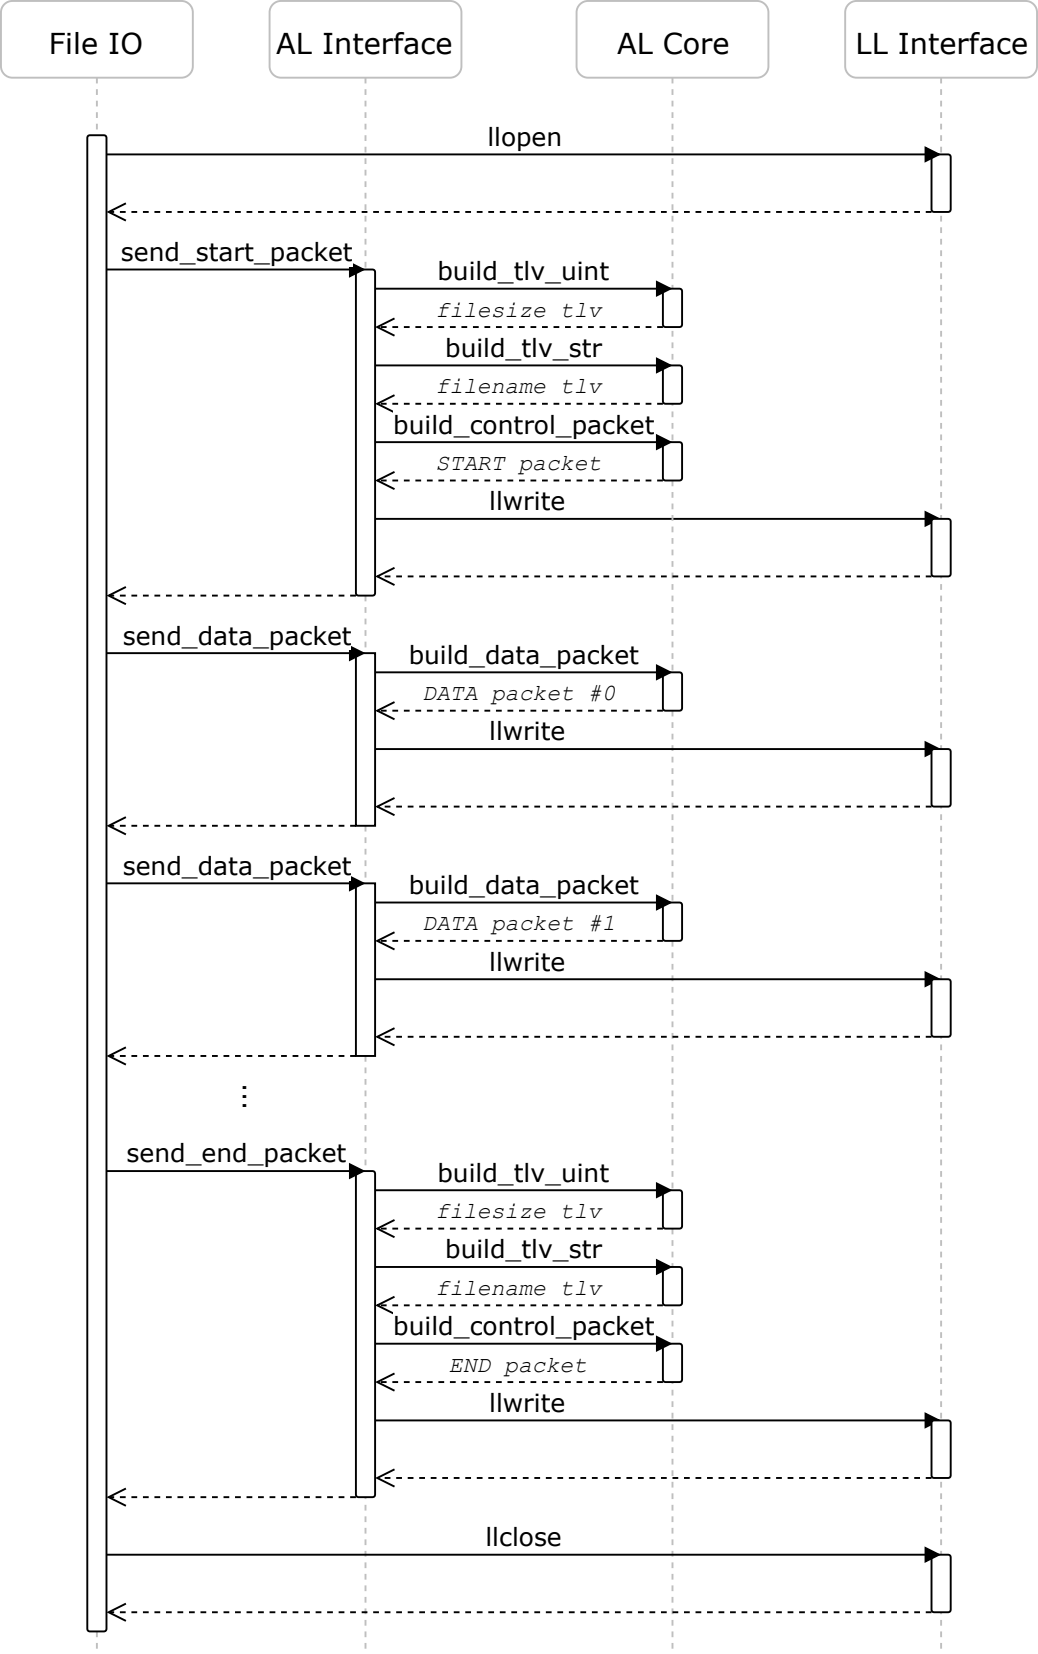 File IO
AL Interface
AL Core
LL Interface
llopen
send_start_packet
build_tlv_uint
filesize tlv
build_tlv_str
filename tlv
build_control_packet
START packet
llwrite
send_data_packet
build_data_packet
DATA packet #0
llwrite
send_data_packet
build_data_packet
DATA packet #1
llwrite
...
send_end_packet
build_tlv_uint
filesize tlv
build_tlv_str
filename tlv
build_control_packet
END packet
llwrite
llclose